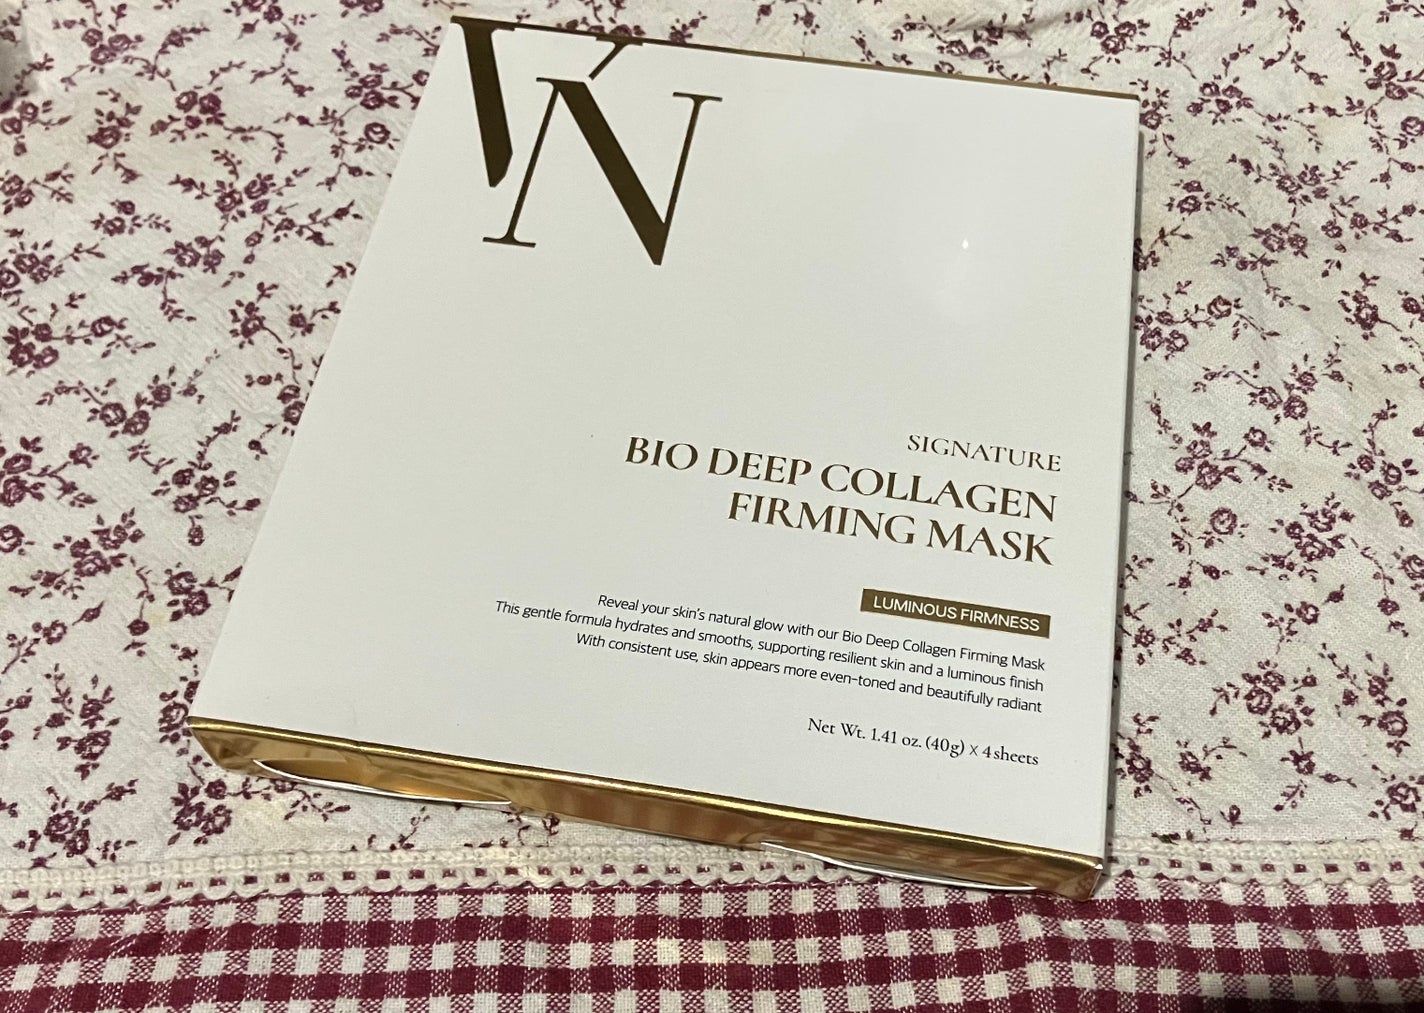 VN
SIGNATURE
BIO DEEP COLLAGEN
FIRMING MASK
LUMINOUS FIRMNESS
Reveal your skin's natural glow with our Bio Deep Collagen Firming Mask
This gentle formula hydrates and smooths, supporting resilient skin and a luminous finish
With consistent use, skin appears more even-toned and beautifully radiant
Net Wt. 1.41 oz. (40g) x 4sheets